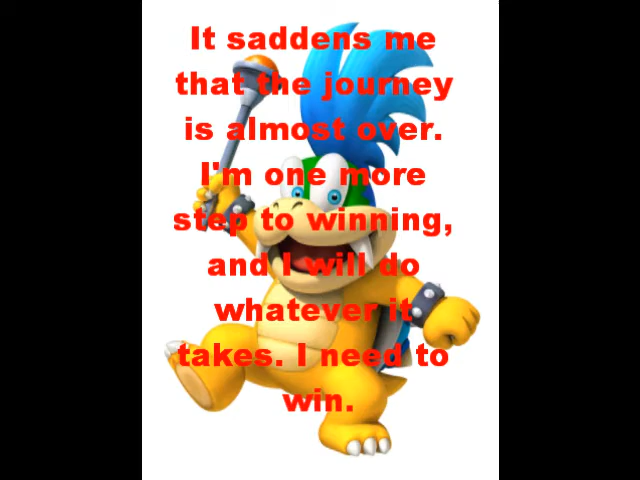 It saddens me
that the journey
is almost over.
I'm one more
step to winning,
and I will do
whatever it
takes. I need to
win.